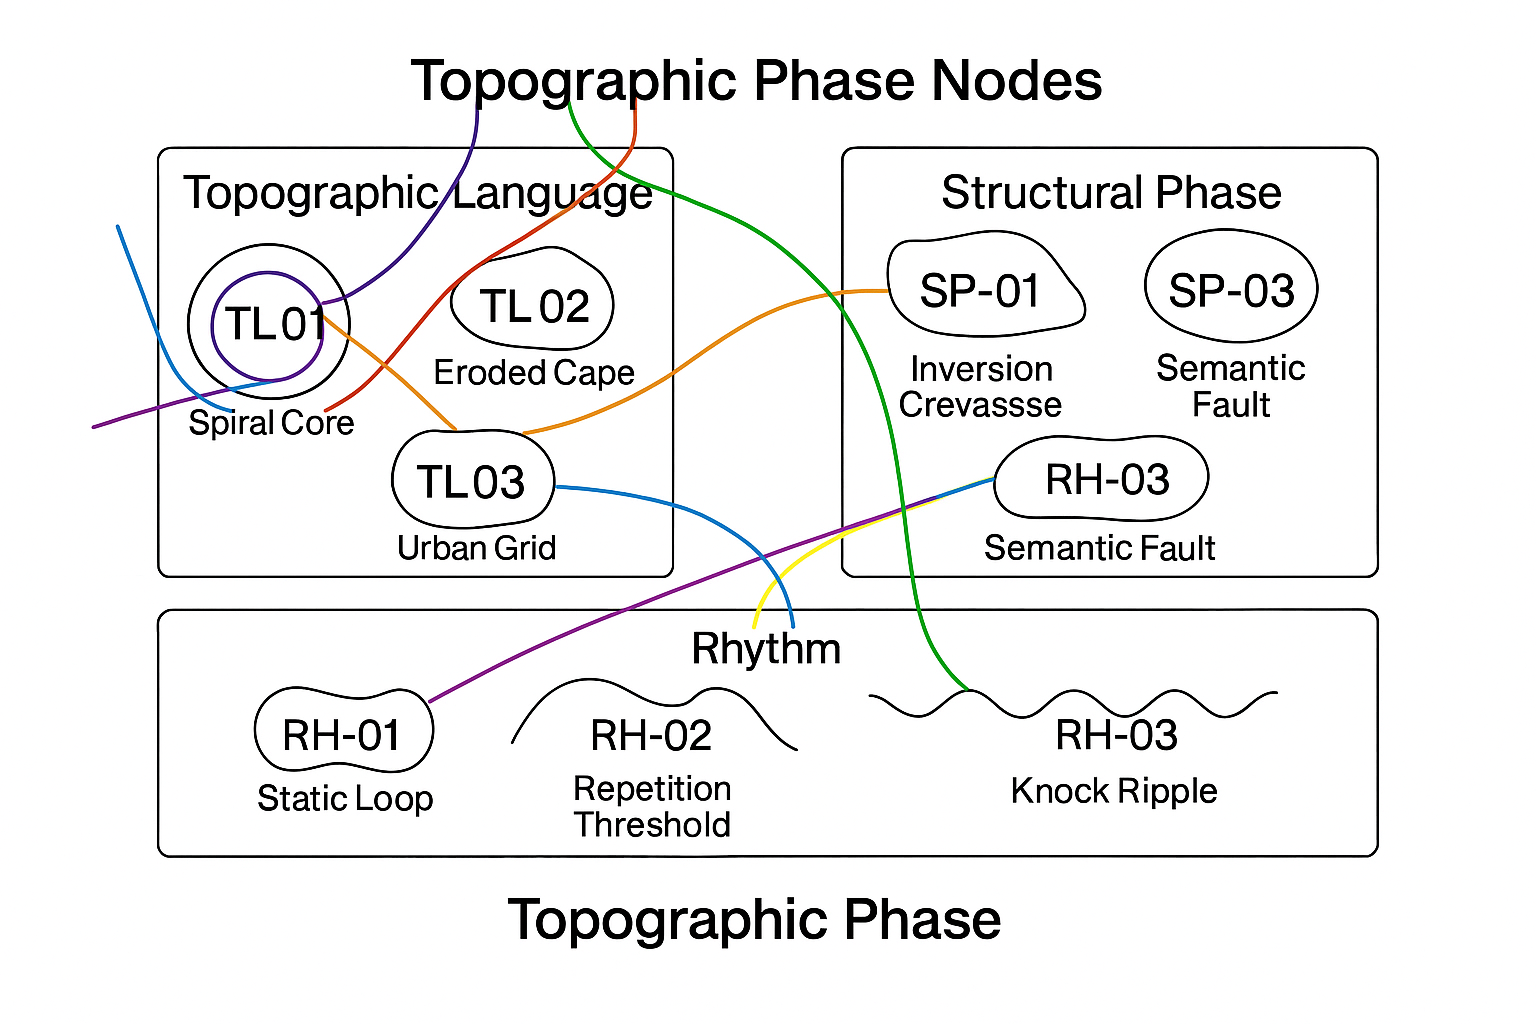 Topographic Phase Nodes
Topographic Language
TL01
Spiral Core
TL02
Eroded Cape
TL03
Urban Grid
Structural Phase
SP-01
Inversion
Crevassse
SP-03
Semantic
Fault
RH-03
Semantic Fault
Rhythm
RH-01
Static Loop
RH-02
Repetition
Threshold
RH-03
Knock Ripple
Topographic Phase